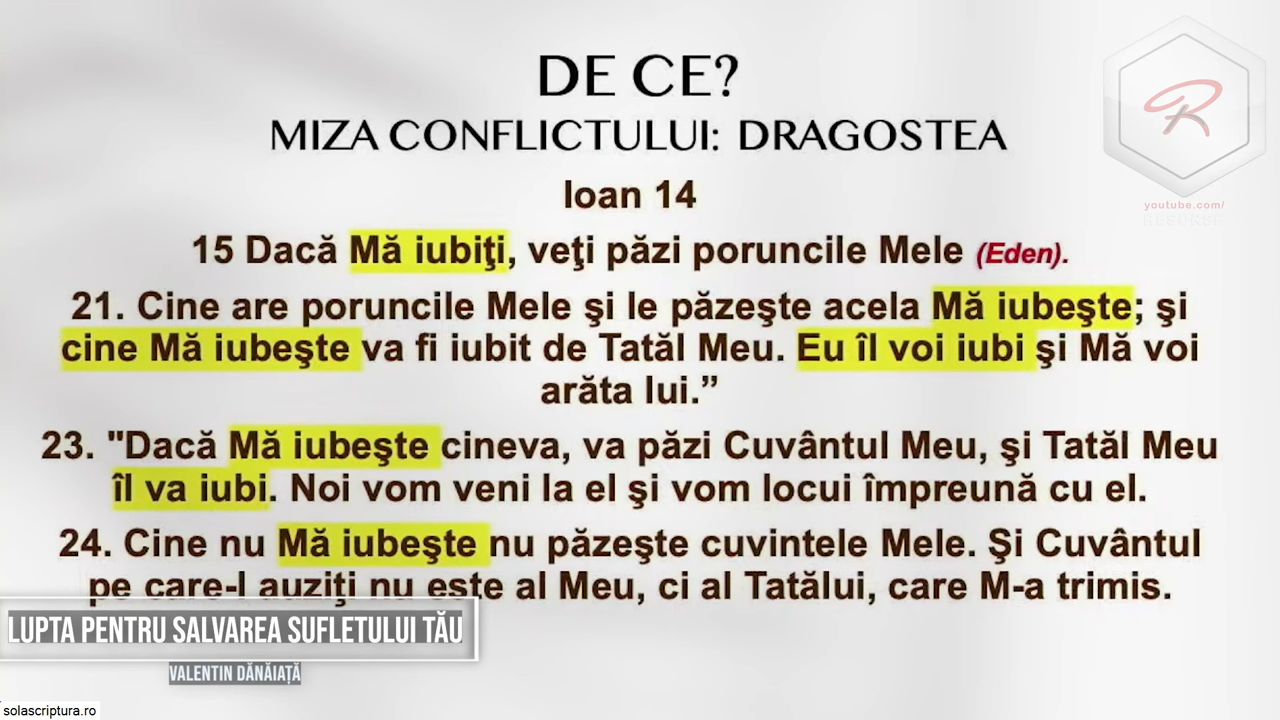 DE CE?
MIZA CONFLICTULUI: DRAGOSTEA
R
youtube.com/
RESURSE
Ioan 14
15 Dacă Mă iubiţi, veţi păzi poruncile Mele (Eden).
21. Cine are poruncile Mele şi le păzeşte acela Mă iubeşte; şi
cine Mă iubeşte va fi iubit de Tatăl Meu. Eu îl voi iubi şi Mă voi
arăta lui.”
23. "Dacă Mă iubeşte cineva, va păzi Cuvântul Meu, şi Tatăl Meu
îl va iubi. Noi vom veni la el şi vom locui împreună cu el.
24. Cine nu Mă iubeşte nu păzeşte cuvintele Mele. Şi Cuvântul
pe care-l auziţi nu este al Meu, ci al Tatălui, care M-a trimis.
LUPTA PENTRU SALVAREA SUFLETULUI TĂU
VALENTIN DĂNĂIAȚĂ
solascriptura.ro